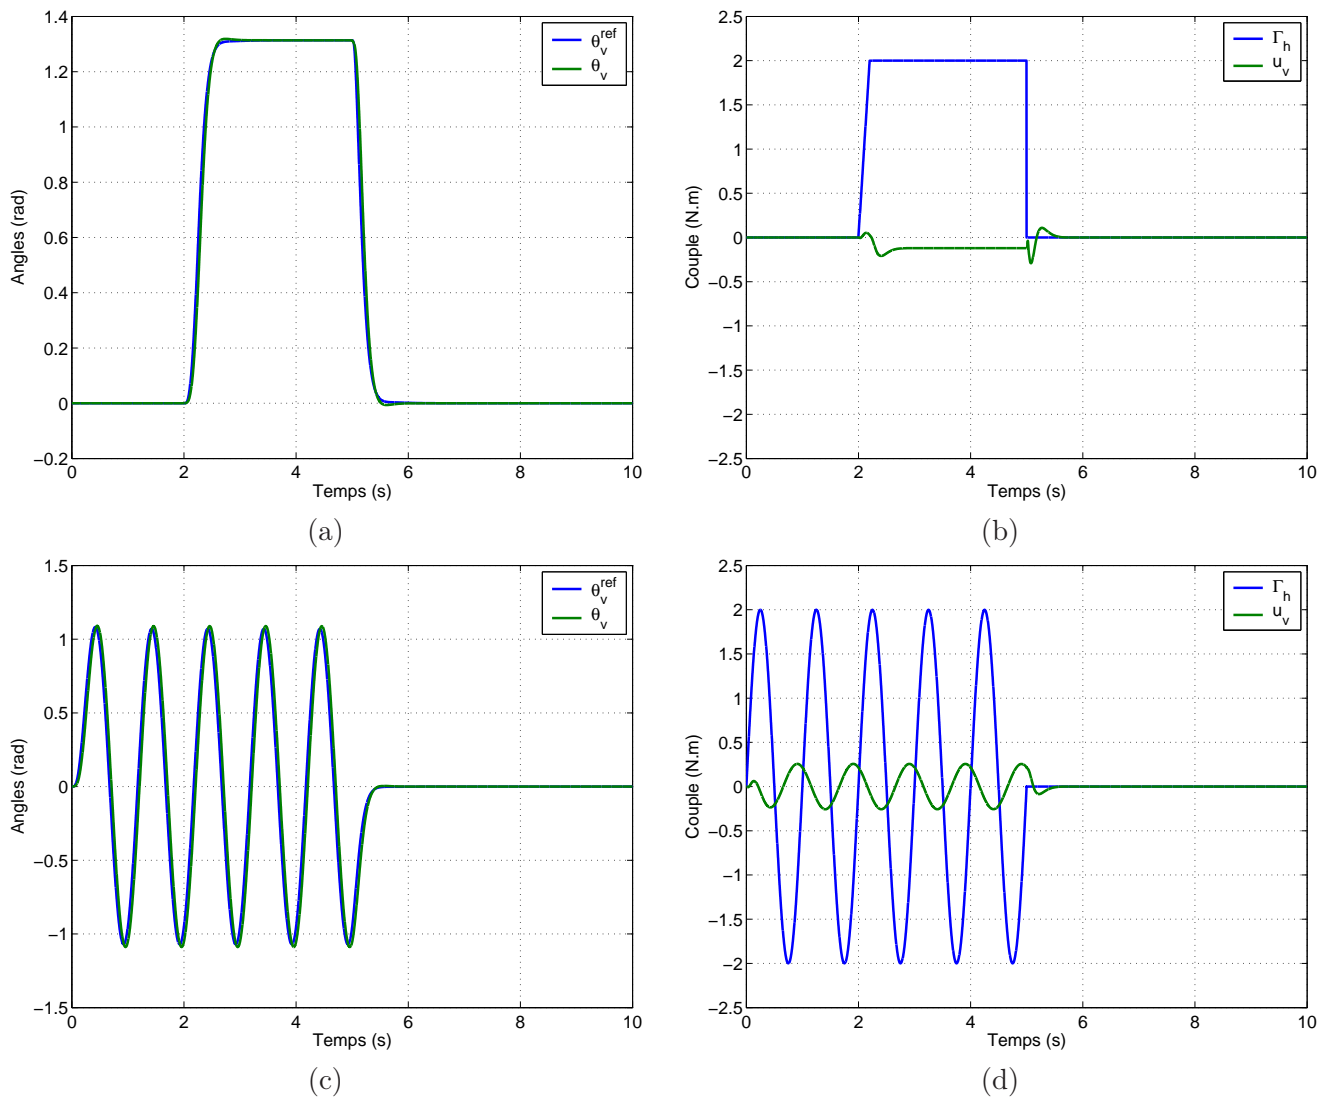 1.4
1.2
1
0.8
0.6
0.4
0.2
0
−0.2
0 2 4 6 8 10
Angles (rad)
Temps (s)
θ_v^ref
θ_v
(a)
2.5
2
1.5
1
0.5
0
−0.5
−1
−1.5
−2
−2.5
0 2 4 6 8 10
Couple (N.m)
Temps (s)
Γ_h
u_v
(b)
1.5
1
0.5
0
−0.5
−1
−1.5
0 2 4 6 8 10
Angles (rad)
Temps (s)
θ_v^ref
θ_v
(c)
2.5
2
1.5
1
0.5
0
−0.5
−1
−1.5
−2
−2.5
0 2 4 6 8 10
Couple (N.m)
Temps (s)
Γ_h
u_v
(d)